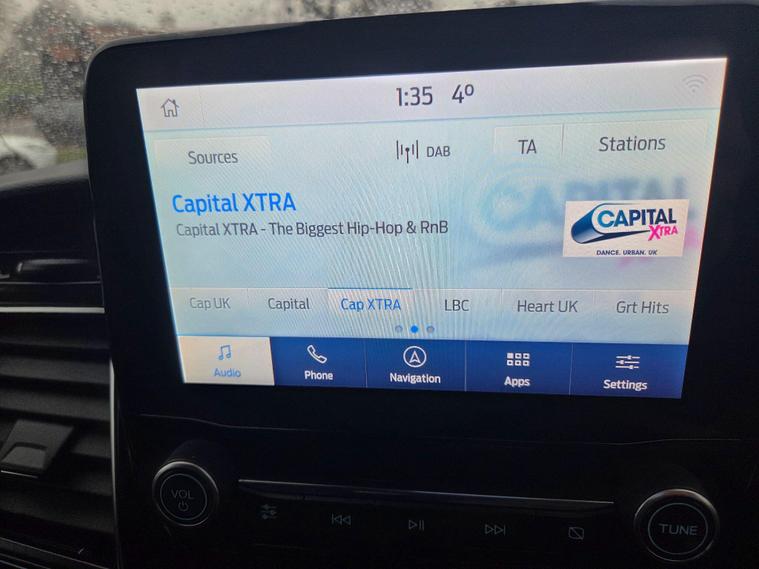 1:35 4°
Sources
DAB
TA
Stations
Capital XTRA
Capital XTRA - The Biggest Hip-Hop & RnB
CAPITAL
XTRA
DANCE. URBAN. UK
Cap UK
Capital
Cap XTRA
LBC
Heart UK
Grt Hits
Audio
Phone
Navigation
Apps
Settings
VOL
TUNE